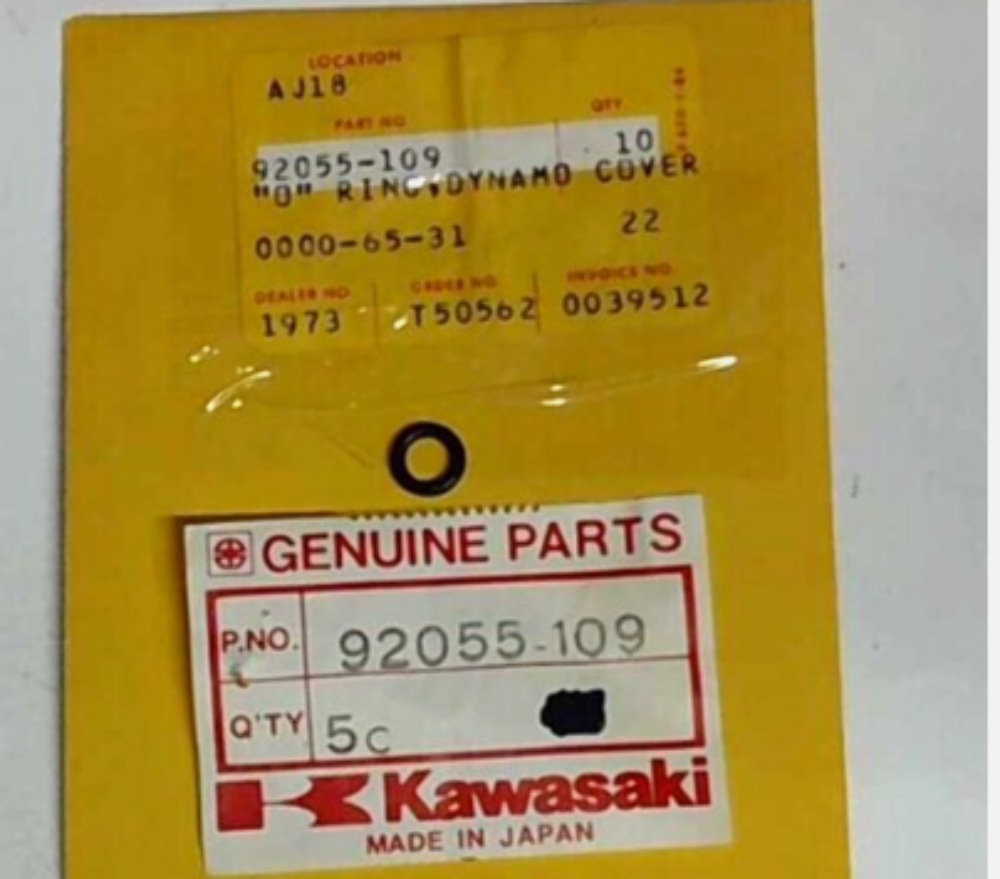 LOCATION
AJ18
PART NO
QTY
92055-109
10
"O" RING,DYNAMO COVER
0000-65-31
22
DEALER NO
ORDER NO
INVOICE NO.
1973
T50562
0039512
GENUINE PARTS
P.NO.
92055-109
Q'TY
5C
Kawasaki
MADE IN JAPAN